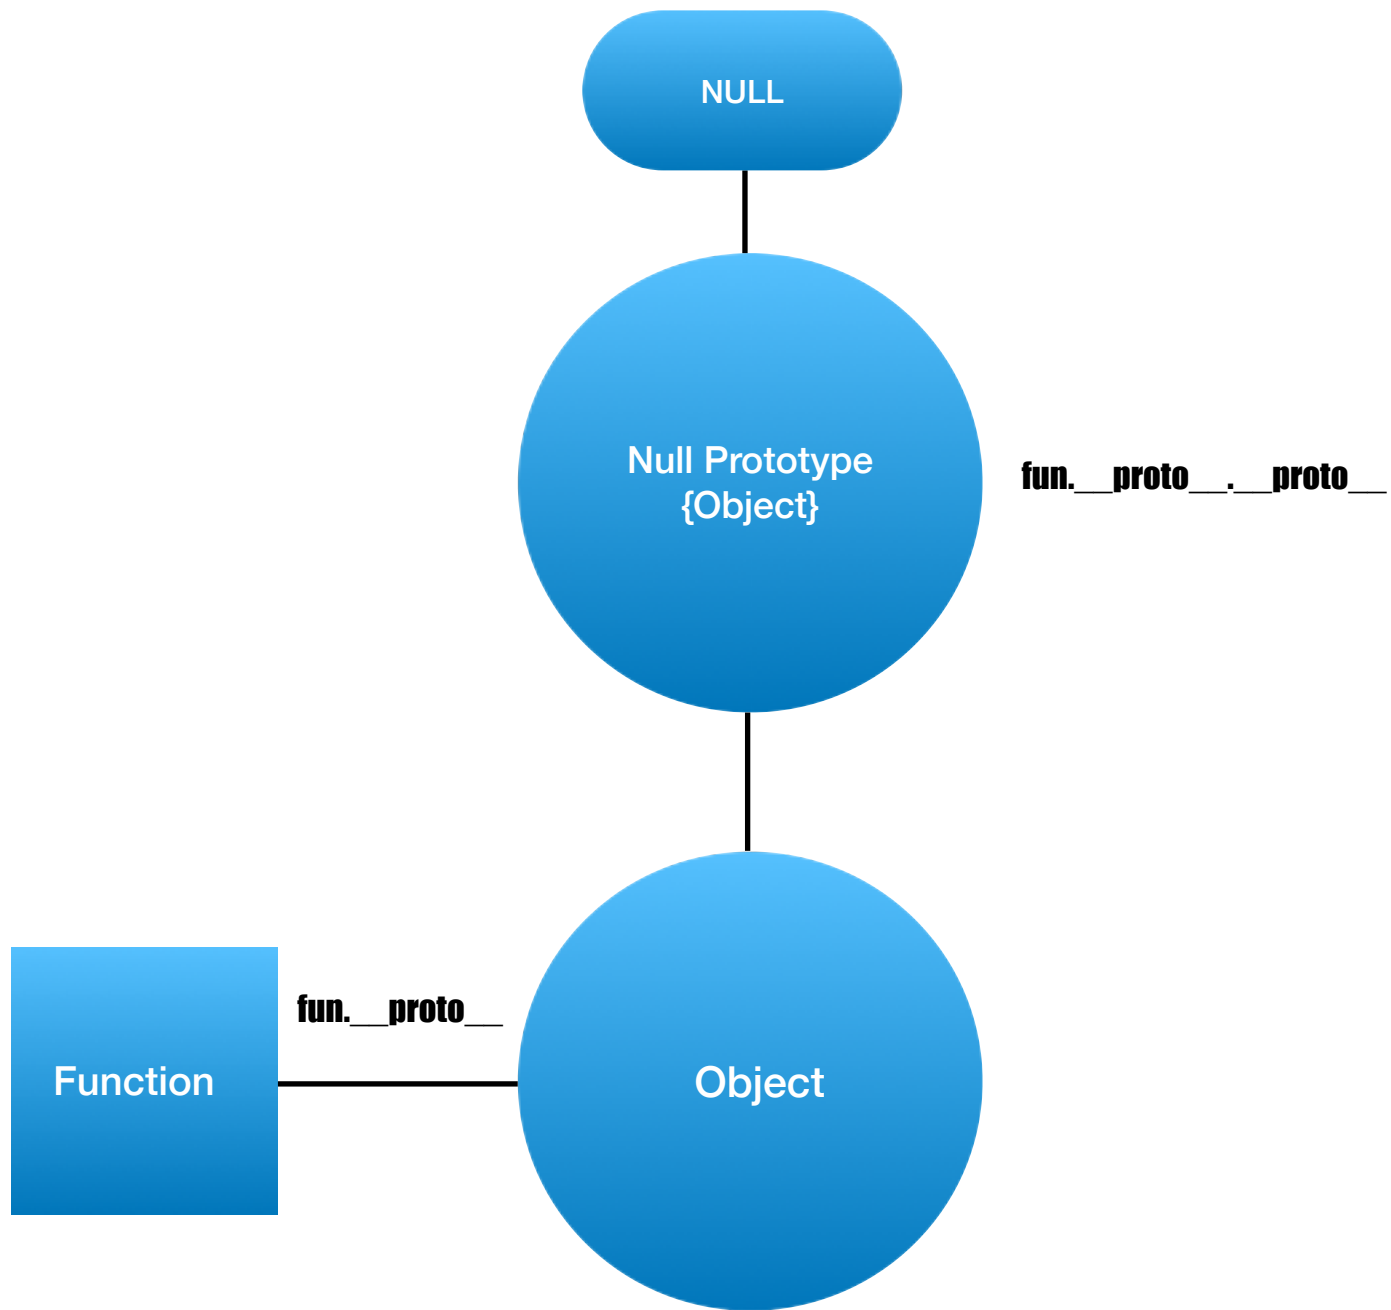 NULL
Null Prototype
{Object}
fun.__proto__.__proto__
fun.__proto__
Function
Object